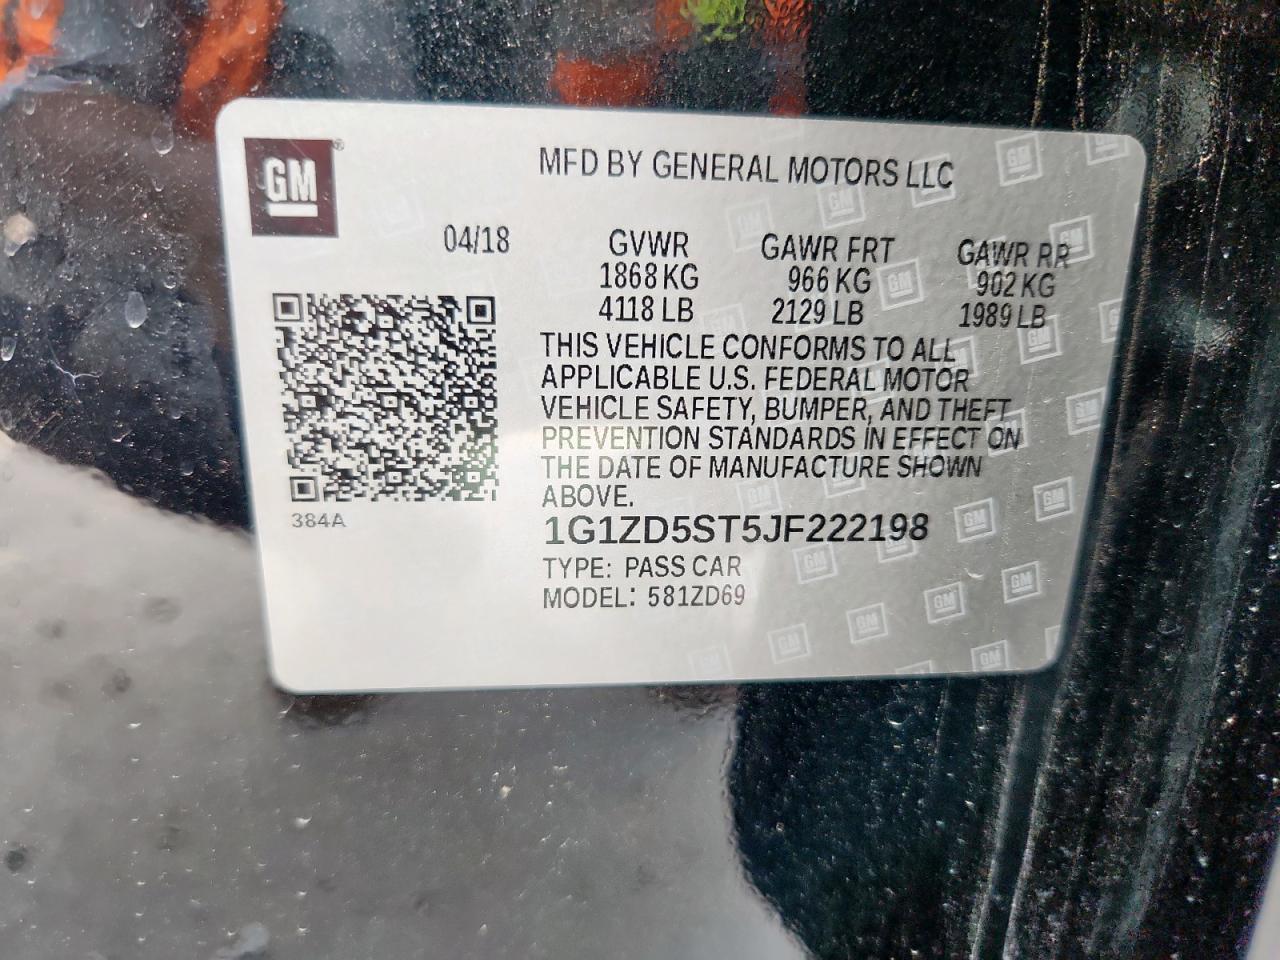 GM
MFD BY GENERAL MOTORS LLC
04/18
GVWR GAWR FRT GAWR RR
1868 KG 966 KG 902 KG
4118 LB 2129 LB 1989 LB
THIS VEHICLE CONFORMS TO ALL
APPLICABLE U.S. FEDERAL MOTOR
VEHICLE SAFETY, BUMPER, AND THEFT
PREVENTION STANDARDS IN EFFECT ON
THE DATE OF MANUFACTURE SHOWN
ABOVE.
384A
1G1ZD5ST5JF222198
TYPE: PASS CAR
MODEL: 581ZD69